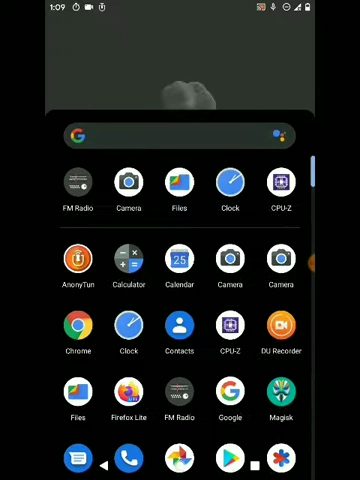 1:09
FM Radio Camera Files Clock CPU-Z
AnonyTun Calculator Calendar Camera Camera
25
Chrome Clock Contacts CPU-Z DU Recorder
Files Firefox Lite FM Radio Google Magisk